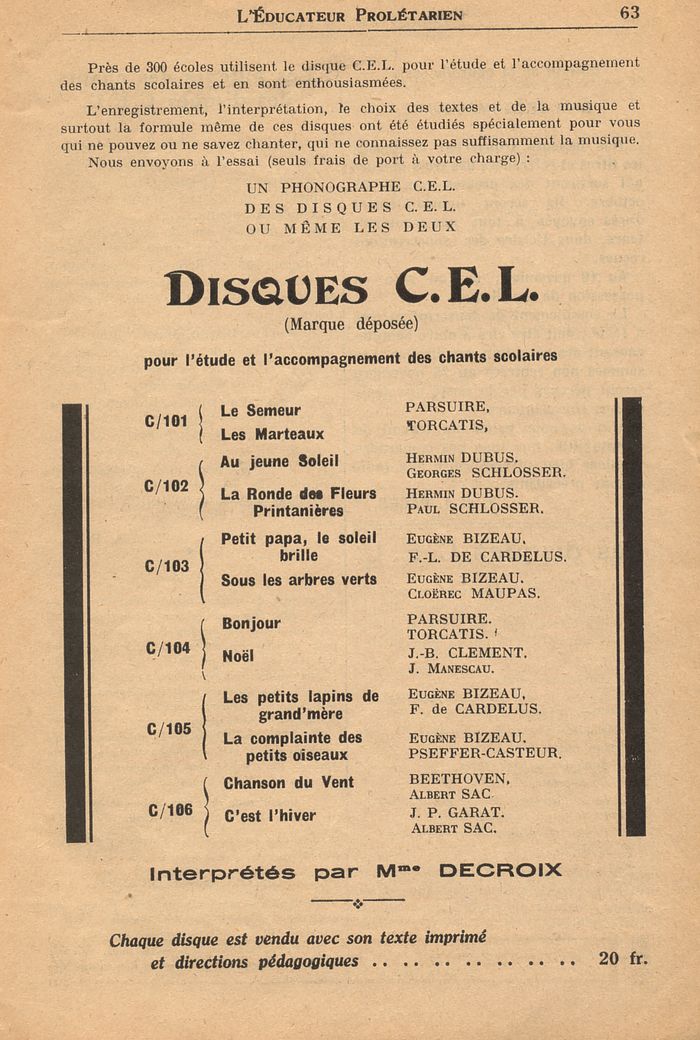 L'Éducateur Prolétarien 63
Près de 300 écoles utilisent le disque C.E.L. pour l'étude et l'accompagnement
des chants scolaires et en sont enthousiasmées.
L'enregistrement, l'interprétation, le choix des textes et de la musique et
surtout la formule même de ces disques ont été étudiés spécialement pour vous
qui ne pouvez ou ne savez chanter, qui ne connaissez pas suffisamment la musique.
Nous envoyons à l'essai (seuls frais de port à votre charge) :
UN PHONOGRAPHE C.E.L.
DES DISQUES C.E.L.
OU MÊME LES DEUX
DISQUES C.E.L.
(Marque déposée)
pour l'étude et l'accompagnement des chants scolaires
C/101
Le Semeur PARSUIRE,
Les Marteaux TORCATIS,
C/102
Au jeune Soleil HERMIN DUBUS.
GEORGES SCHLOSSER.
La Ronde des Fleurs HERMIN DUBUS.
Printanières PAUL SCHLOSSER.
C/103
Petit papa, le soleil EUGÈNE BIZEAU,
brille F.-L. DE CARDELUS.
Sous les arbres verts EUGÈNE BIZEAU.
CLOËREC MAUPAS.
C/104
Bonjour PARSUIRE.
TORCATIS.
Noël J.-B. CLEMENT.
J. MANESCAU.
C/105
Les petits lapins de EUGÈNE BIZEAU,
grand'mère F. de CARDELUS.
La complainte des EUGÈNE BIZEAU.
petits oiseaux PSEFFER-CASTEUR.
C/106
Chanson du Vent BEETHOVEN,
ALBERT SAC
C'est l'hiver J. P. GARAT.
ALBERT SAC.
Interprétés par Mme DECROIX
Chaque disque est vendu avec son texte imprimé
et directions pédagogiques .. .. .. .. .. .. .. .. 20 fr.